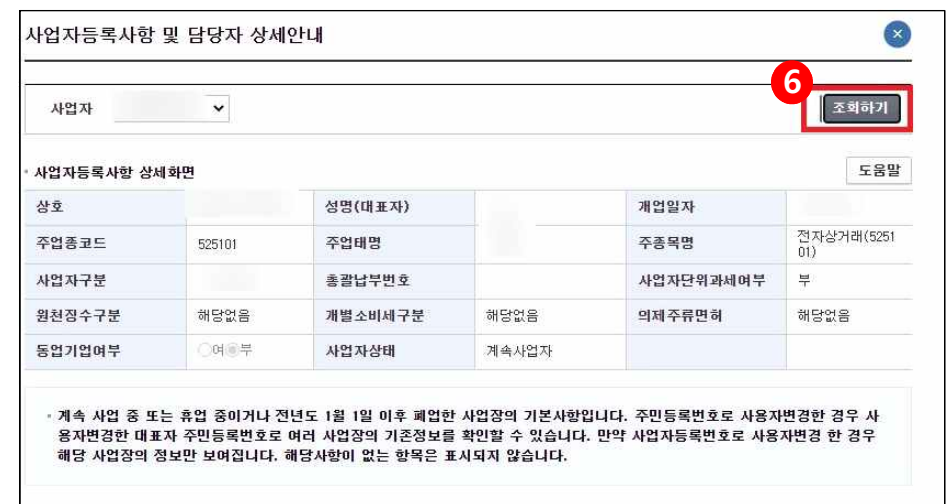 사업자등록사항 및 담당자 상세안내
6
사업자
조회하기
• 사업자등록사항 상세화면
도움말
상호 성명(대표자) 개업일자
주업종코드 525101 주업태명 주종목명 전자상거래(5251
01)
사업자구분 총괄납부번호 사업자단위과세여부 부
원천징수구분 해당없음 개별소비세구분 해당없음 의제주류면허 해당없음
동업기업여부 여 부 사업자상태 계속사업자
• 계속 사업 중 또는 휴업 중이거나 전년도 1월 1일 이후 폐업한 사업장의 기본사항입니다. 주민등록번호로 사용자변경한 경우 사
용자변경한 대표자 주민등록번호로 여러 사업장의 기존정보를 확인할 수 있습니다. 만약 사업자등록번호로 사용자변경 한 경우
해당 사업장의 정보만 보여집니다. 해당사항이 없는 항목은 표시되지 않습니다.